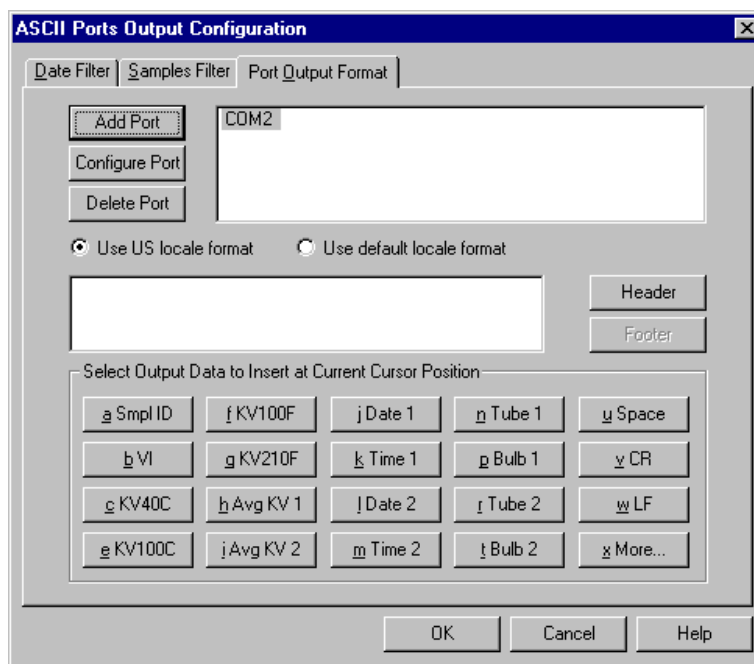 ASCII Ports Output Configuration
Date Filter Samples Filter Port Output Format
Add Port
COM2
Configure Port
Delete Port
Use US locale format Use default locale format
Header
Footer
Select Output Data to Insert at Current Cursor Position
a Smpl ID f KV100F j Date 1 n Tube 1 u Space
b VI g KV210F k Time 1 p Bulb 1 v CR
c KV40C h Avg KV 1 l Date 2 r Tube 2 w LF
e KV100C i Avg KV 2 m Time 2 t Bulb 2 x More...
OK Cancel Help